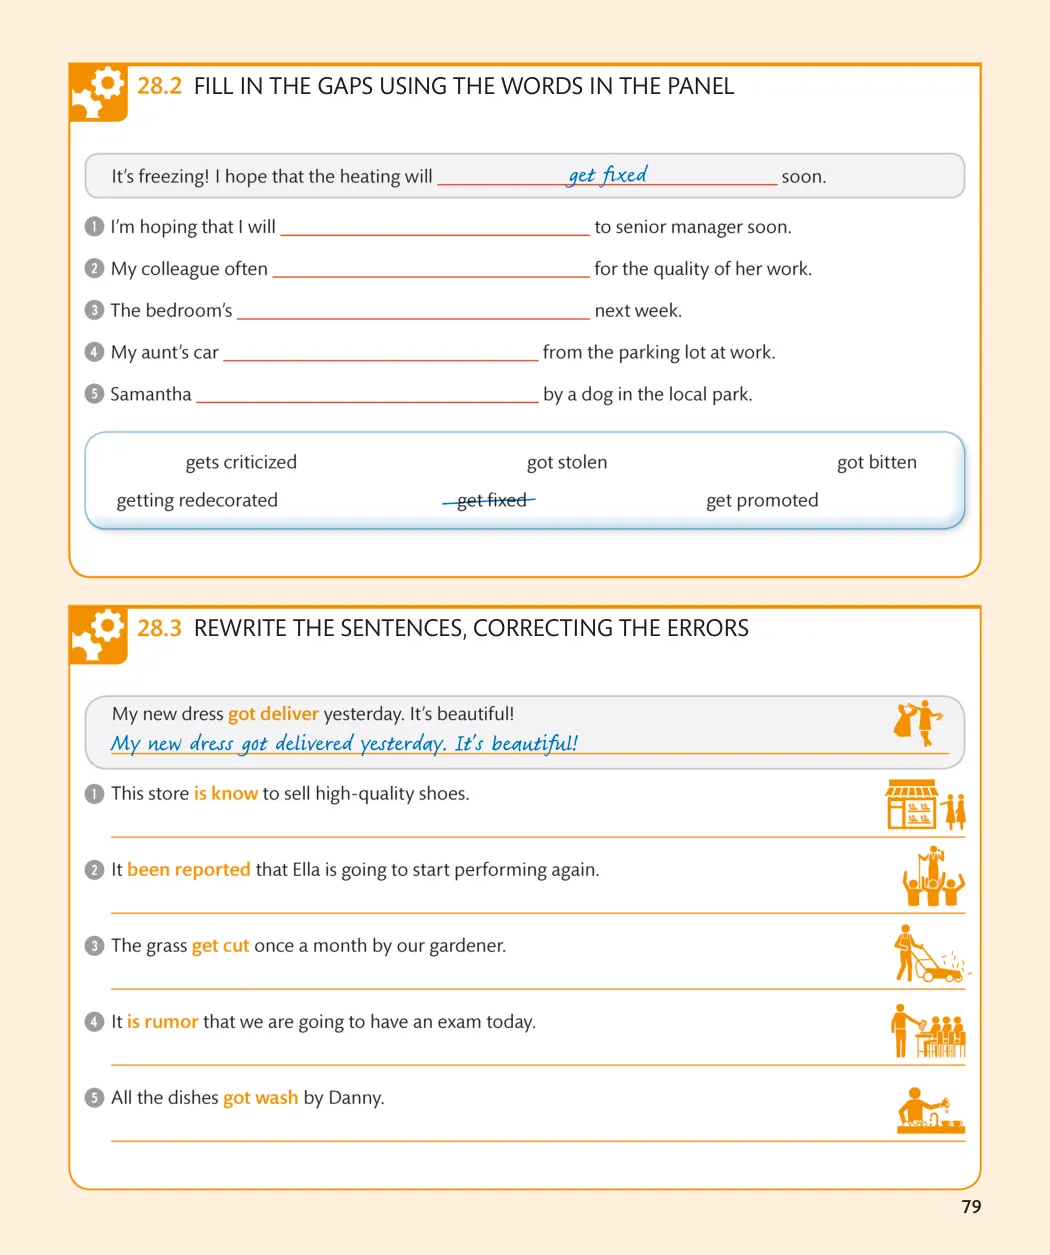 28.2 FILL IN THE GAPS USING THE WORDS IN THE PANEL
It's freezing! I hope that the heating will get fixed soon.
1 I'm hoping that I will ______ to senior manager soon.
2 My colleague often ______ for the quality of her work.
3 The bedroom's ______ next week.
4 My aunt's car ______ from the parking lot at work.
5 Samantha ______ by a dog in the local park.
gets criticized got stolen got bitten
getting redecorated get fixed get promoted
28.3 REWRITE THE SENTENCES, CORRECTING THE ERRORS
My new dress got deliver yesterday. It's beautiful!
My new dress got delivered yesterday. It's beautiful!
1 This store is know to sell high-quality shoes.
2 It been reported that Ella is going to start performing again.
3 The grass get cut once a month by our gardener.
4 It is rumor that we are going to have an exam today.
5 All the dishes got wash by Danny.
79